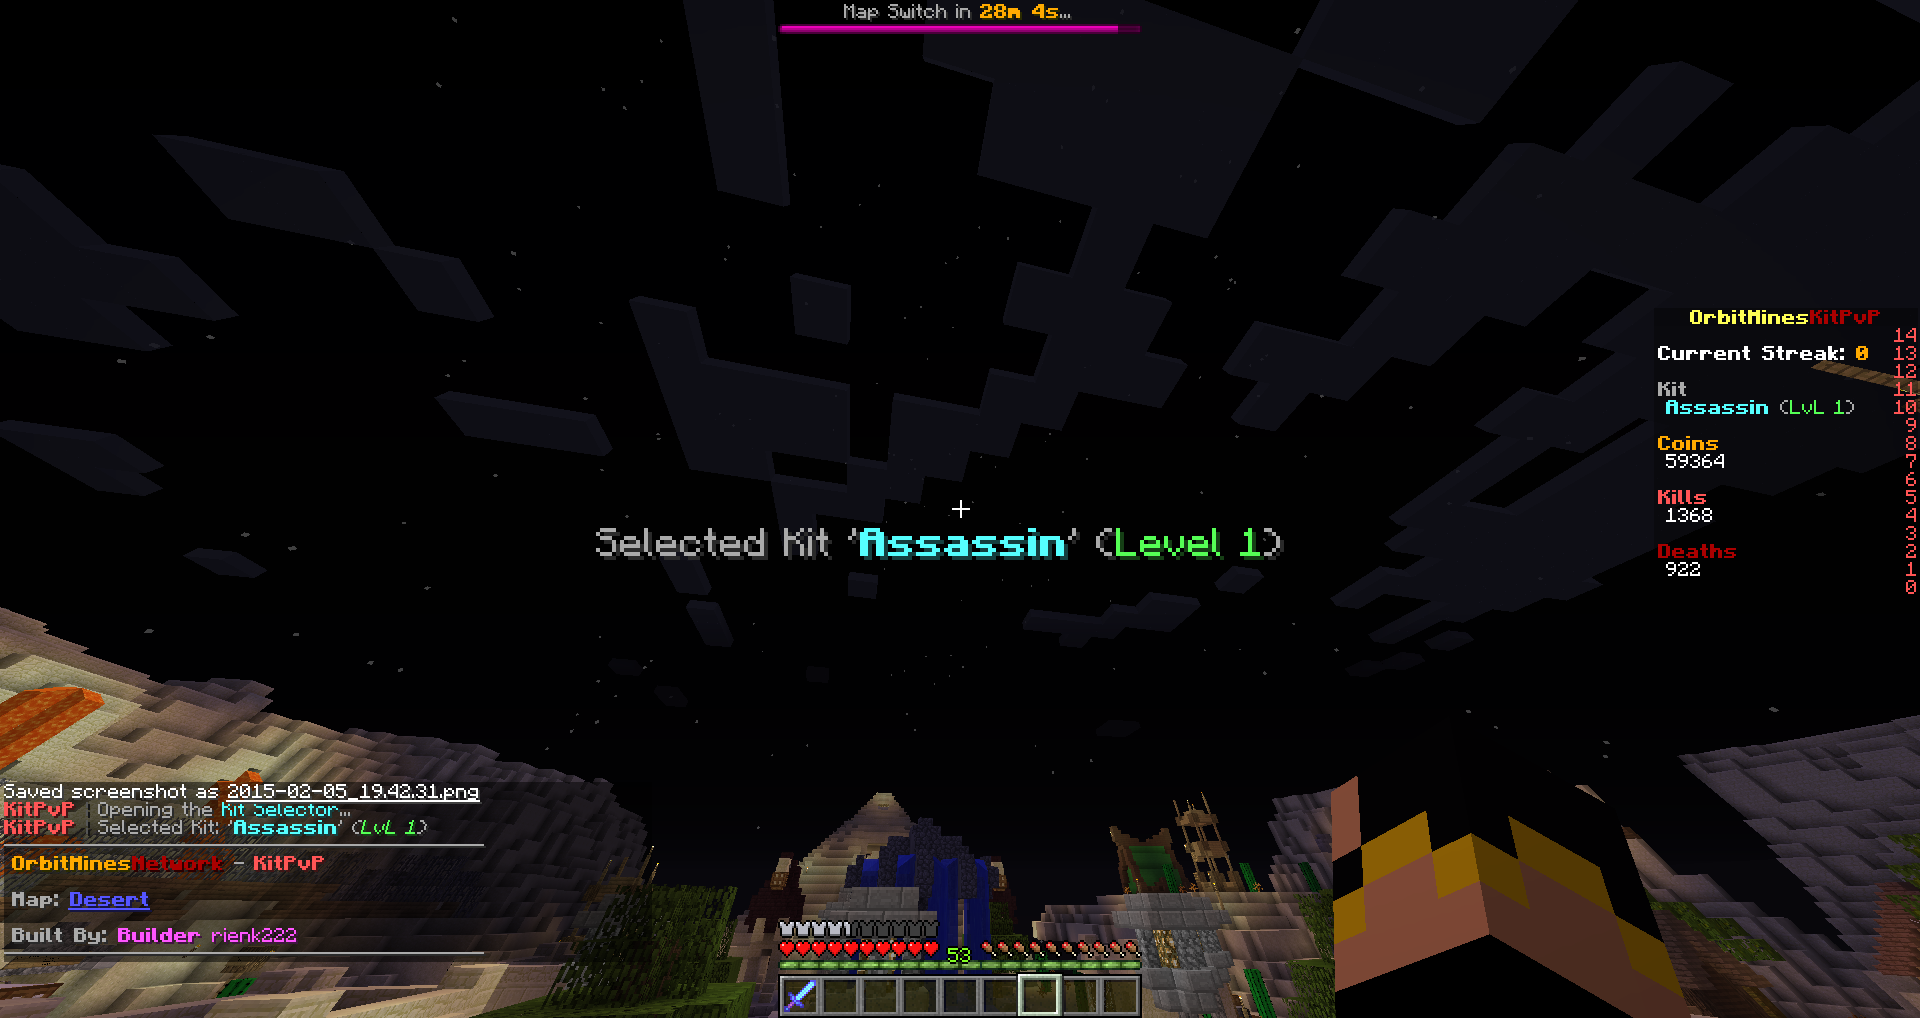 Map Switch in 28m 4s...
OrbitMinesKitPvP
14
Current Streak: 0 13
12
Kit 11
Assassin (LvL 1) 10
9
Coins 8
59364 7
6
Kills 5
1368 4
3
Deaths 2
922 1
0
Selected Kit 'Assassin' (Level 1)
Saved screenshot as 2015-02-05_19.42.31.png
KitPvP | Opening the Kit Selector...
KitPvP | Selected Kit: 'Assassin' (LvL 1)
OrbitMinesNetwork - KitPvP
Map: Desert
Built By: Builder rienk222
53